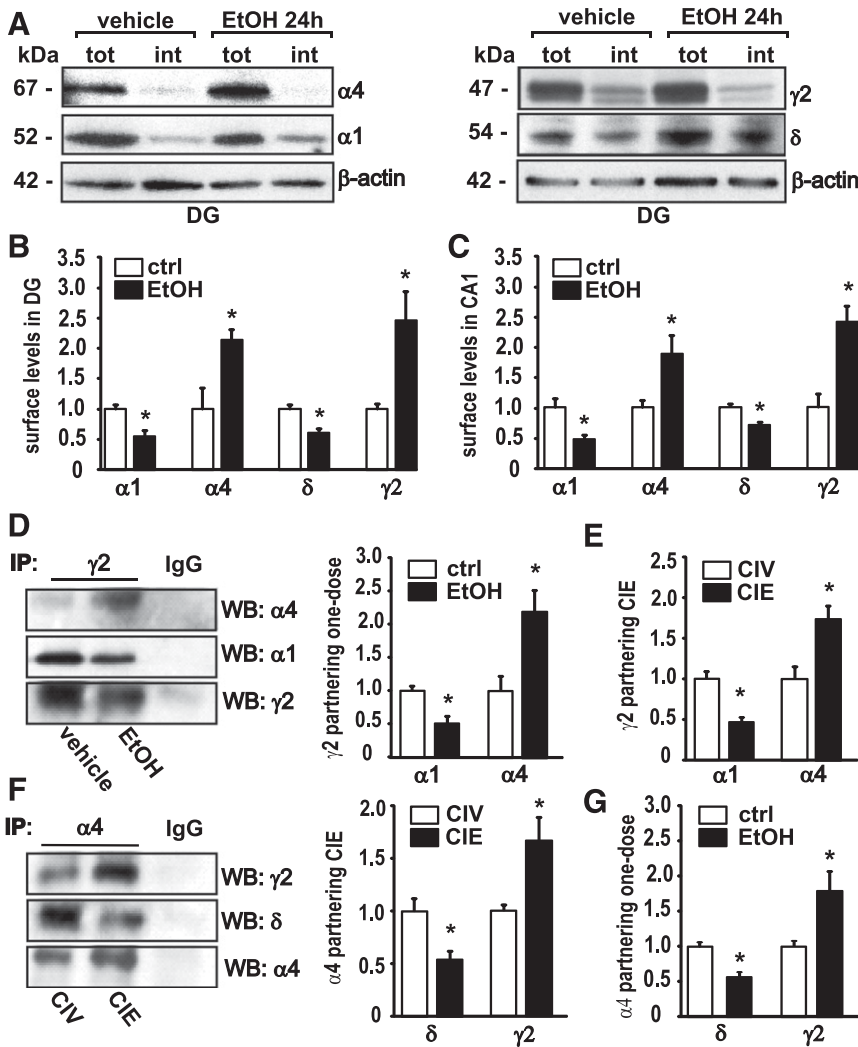 A
vehicle EtOH 24h
kDa tot int tot int
67 - α4
52 - α1
42 - β-actin
DG
vehicle EtOH 24h
kDa tot int tot int
47 - γ2
54 - δ
42 - β-actin
DG
B
surface levels in DG
3.5
3.0
2.5
2.0
1.5
1.0
0.5
0
ctrl
EtOH
* * * *
α1 α4 δ γ2
C
surface levels in CA1
3.5
3.0
2.5
2.0
1.5
1.0
0.5
0
ctrl
EtOH
* * * *
α1 α4 δ γ2
D
IP: γ2 IgG
WB: α4
WB: α1
WB: γ2
vehicle EtOH
γ2 partnering one-dose
3.0
2.5
2.0
1.5
1.0
0.5
0
ctrl
EtOH
* *
α1 α4
E
γ2 partnering CIE
2.5
2.0
1.5
1.0
0.5
0
CIV
CIE
* *
α1 α4
F
IP: α4 IgG
WB: γ2
WB: δ
WB: α4
CIV CIE
α4 partnering CIE
2.0
1.5
1.0
0.5
0
CIV
CIE
* *
δ γ2
G
α4 partnering one-dose
3.0
2.5
2.0
1.5
1.0
0.5
0
ctrl
EtOH
* *
δ γ2